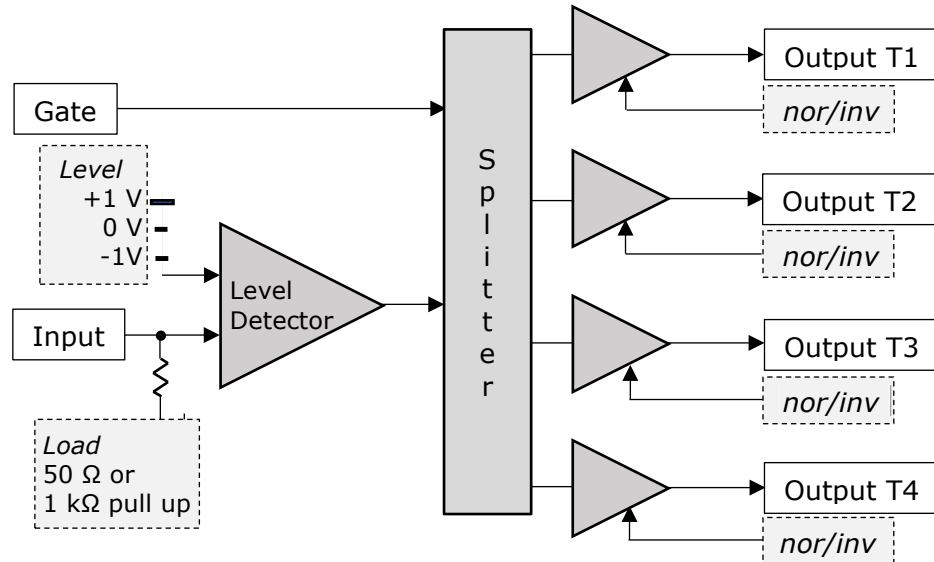 Gate
Level
+1 V
0 V
-1V
Input
Level
Detector
Load
50 Ω or
1 kΩ pull up
Splitter
Output T1
nor/inv
Output T2
nor/inv
Output T3
nor/inv
Output T4
nor/inv